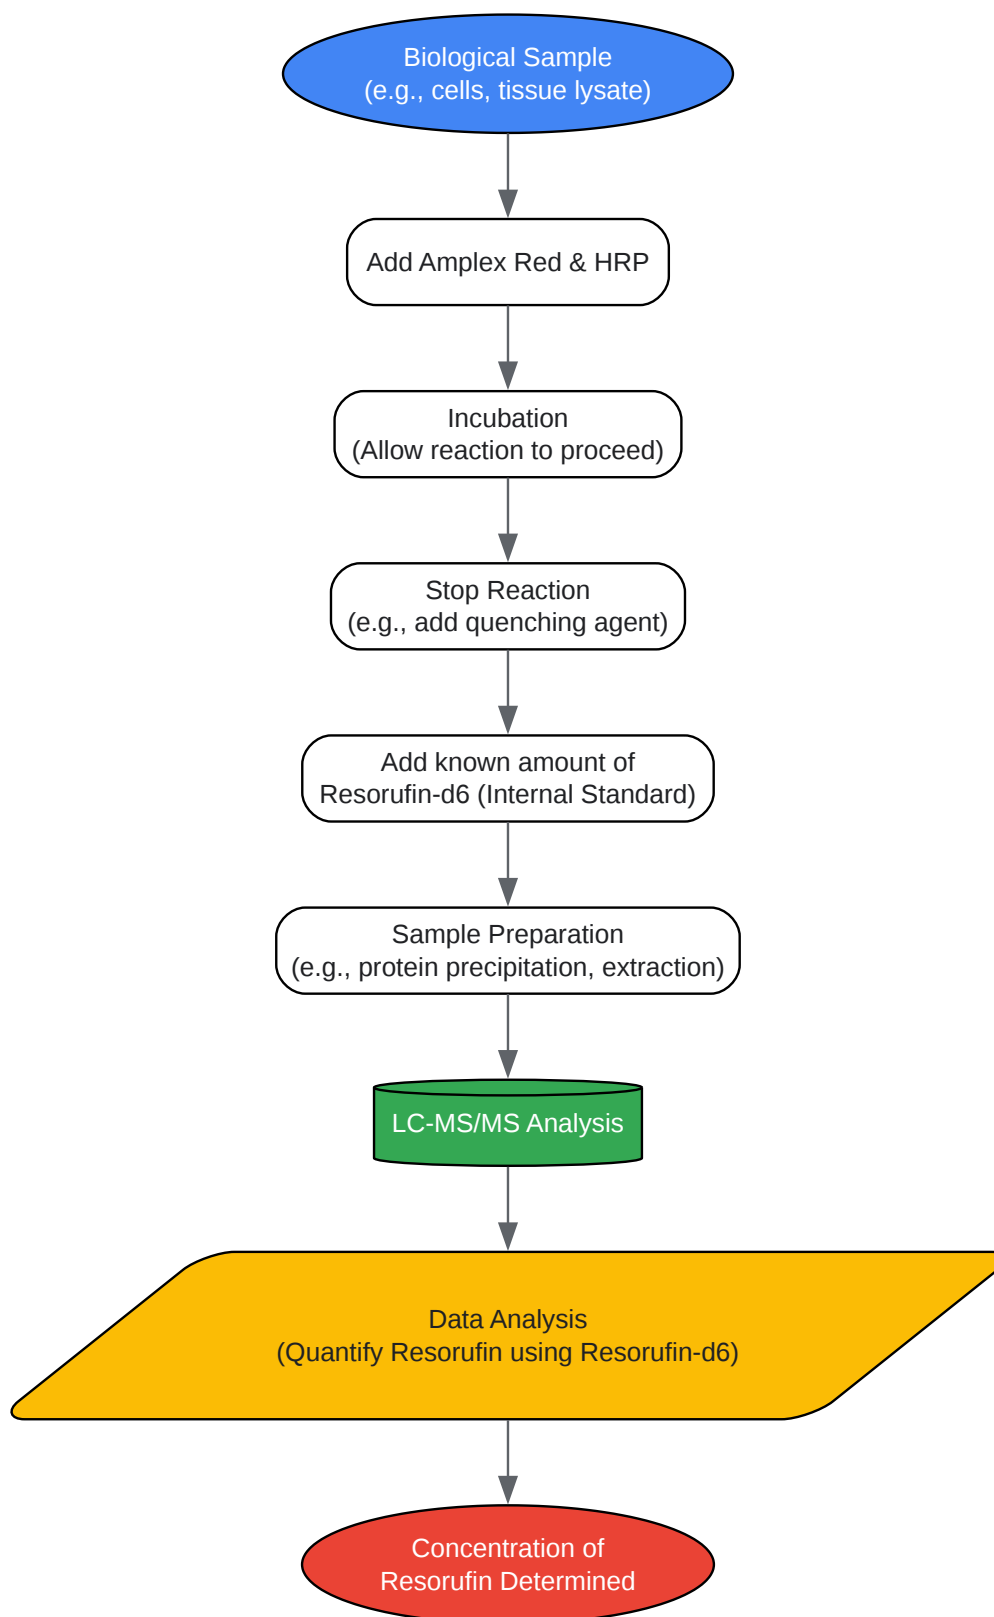 Biological Sample
(e.g., cells, tissue lysate)
Add Amplex Red & HRP
Incubation
(Allow reaction to proceed)
Stop Reaction
(e.g., add quenching agent)
Add known amount of
Resorufin-d6 (Internal Standard)
Sample Preparation
(e.g., protein precipitation, extraction)
LC-MS/MS Analysis
Data Analysis
(Quantify Resorufin using Resorufin-d6)
Concentration of
Resorufin Determined